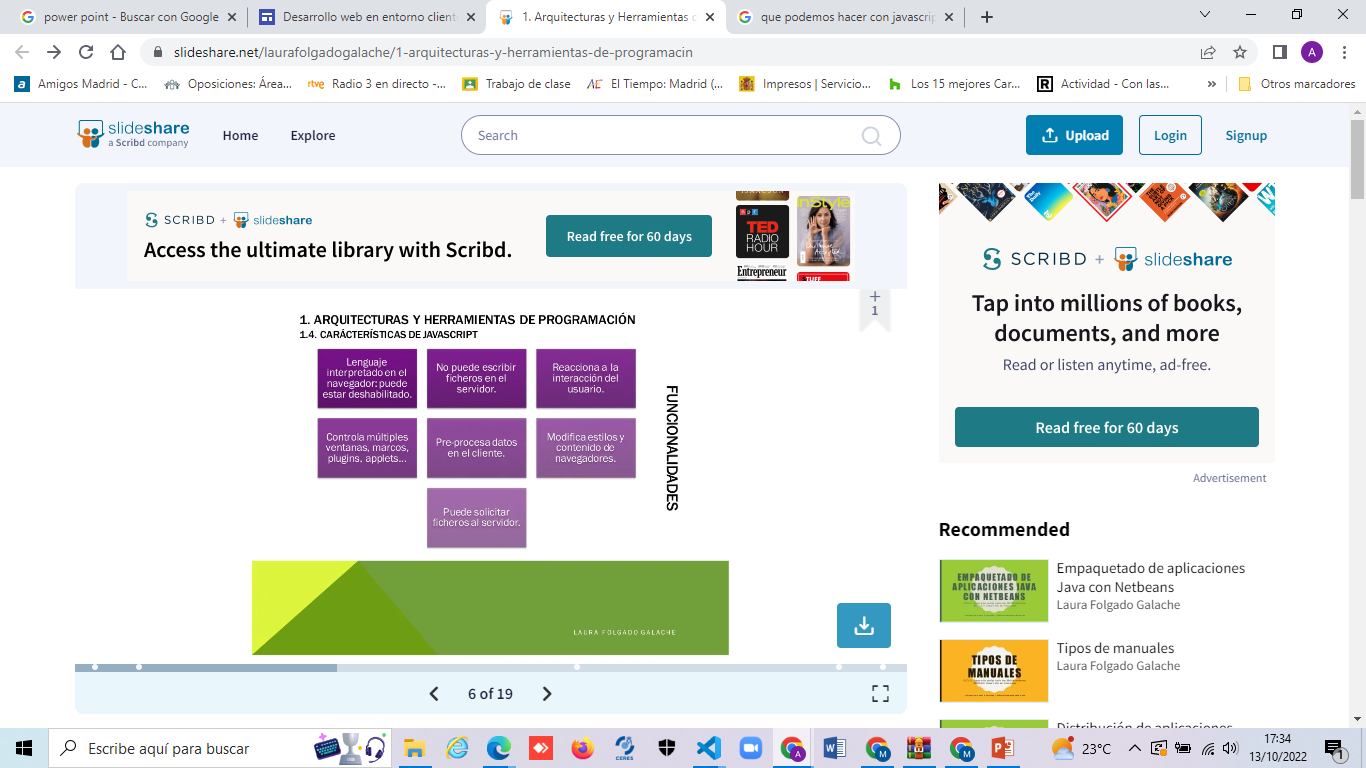 power point - Buscar con Google
Desarrollo web en entorno client
1. Arquitecturas y Herramientas d
que podemos hacer con javascrip
slideshare.net/laurafolgadogalache/1-arquitecturas-y-herramientas-de-programacin
A
a
Amigos Madrid - C...
Oposiciones: Área...
rtve
Radio 3 en directo -...
Trabajo de clase
AE
El Tiempo: Madrid (...
Impresos | Servicio...
Los 15 mejores Car...
R
Actividad - Con las...
»
Otros marcadores
slideshare
a Scribd company
Home
Explore
Search
Upload
Login
Signup
SCRIBD + slideshare
Access the ultimate library with Scribd.
Read free for 60 days
TED
RADIO
HOUR
InStyle
Entrepreneur
+
1
1. ARQUITECTURAS Y HERRAMIENTAS DE PROGRAMACIÓN
1.4. CARÁCTERÍSTICAS DE JAVASCRIPT
Lenguaje
interpretado en el
navegador: puede
estar deshabilitado.
No puede escribir
ficheros en el
servidor.
Reacciona a la
interacción del
usuario.
Controla múltiples
ventanas, marcos,
plugins, applets...
Pre-procesa datos
en el cliente.
Modifica estilos y
contenido de
navegadores.
Puede solicitar
ficheros al servidor.
FUNCIONALIDADES
LAURA FOLGADO GALACHE
6 of 19
SCRIBD + slideshare
Tap into millions of books,
documents, and more
Read or listen anytime, ad-free.
Read free for 60 days
Advertisement
Recommended
EMPAQUETADO DE
APLICACIONES JAVA
CON NETBEANS
Empaquetado de aplicaciones
Java con Netbeans
Laura Folgado Galache
TIPOS DE
MANUALES
Tipos de manuales
Laura Folgado Galache
Distribución de aplicaciones
Escribe aquí para buscar
CERES
23°C
17:34
13/10/2022
1